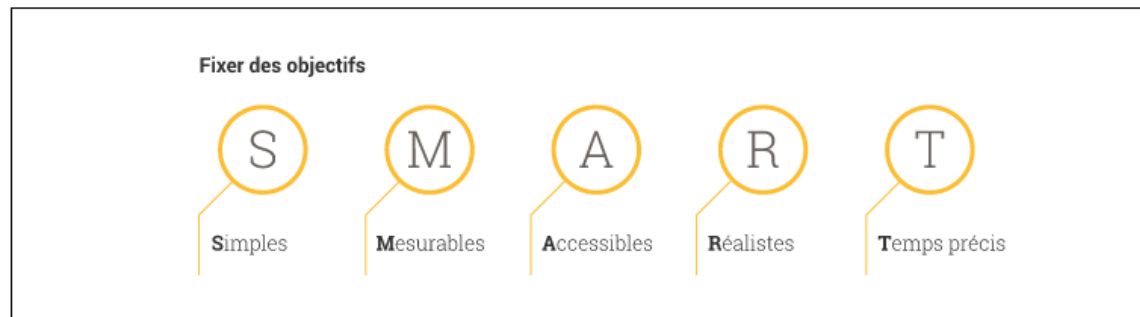 Fixer des objectifs
S M A R T
Simples Mesurables Accessibles Réalistes Temps précis